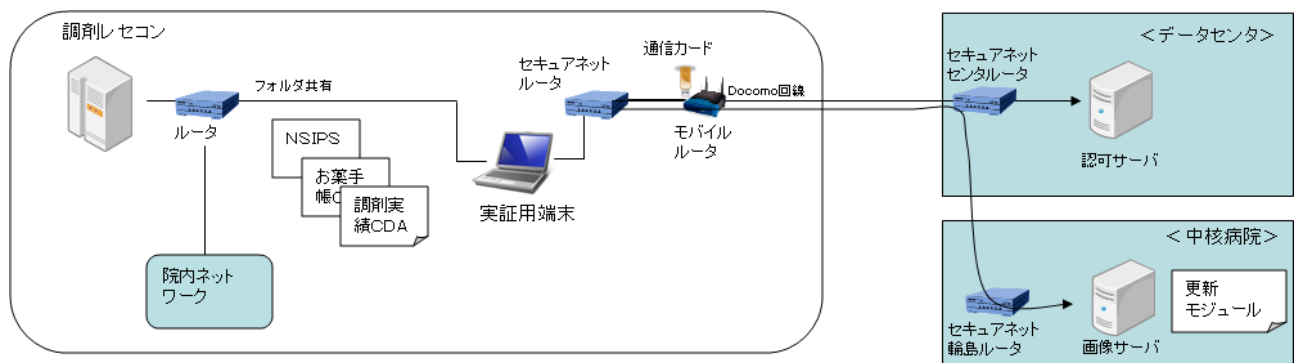 調剤レセコン
ルータ
フォルダ共有
NSIPS
お薬手
帳C
調剤実
績CDA
院内ネット
ワーク
実証用端末
セキュアネット
ルータ
通信カード
Docomo回線
モバイル
ルータ
＜データセンタ＞
セキュアネット
センタルータ
認可サーバ
＜中核病院＞
セキュアネット
輪島ルータ
画像サーバ
更新
モジュール